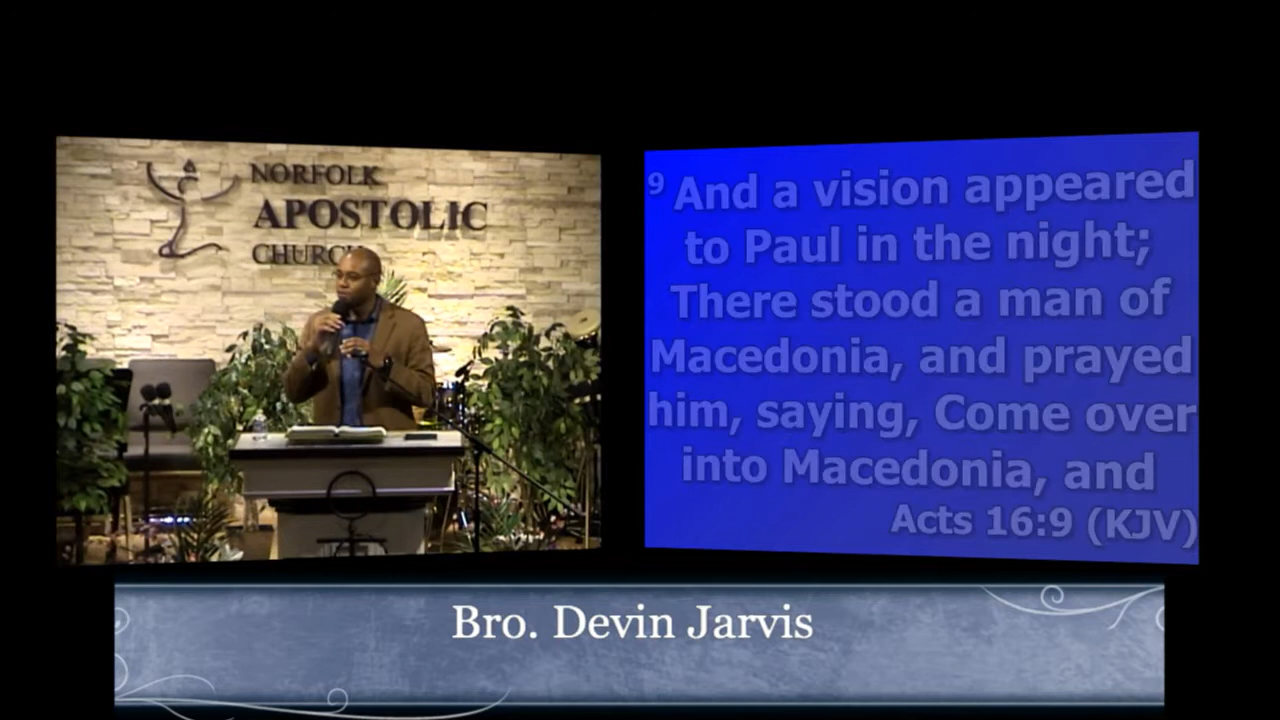 NORFOLK
APOSTOLIC
CHURCH
9 And a vision appeared
to Paul in the night;
There stood a man of
Macedonia, and prayed
him, saying, Come over
into Macedonia, and
Acts 16:9 (KJV)
Bro. Devin Jarvis